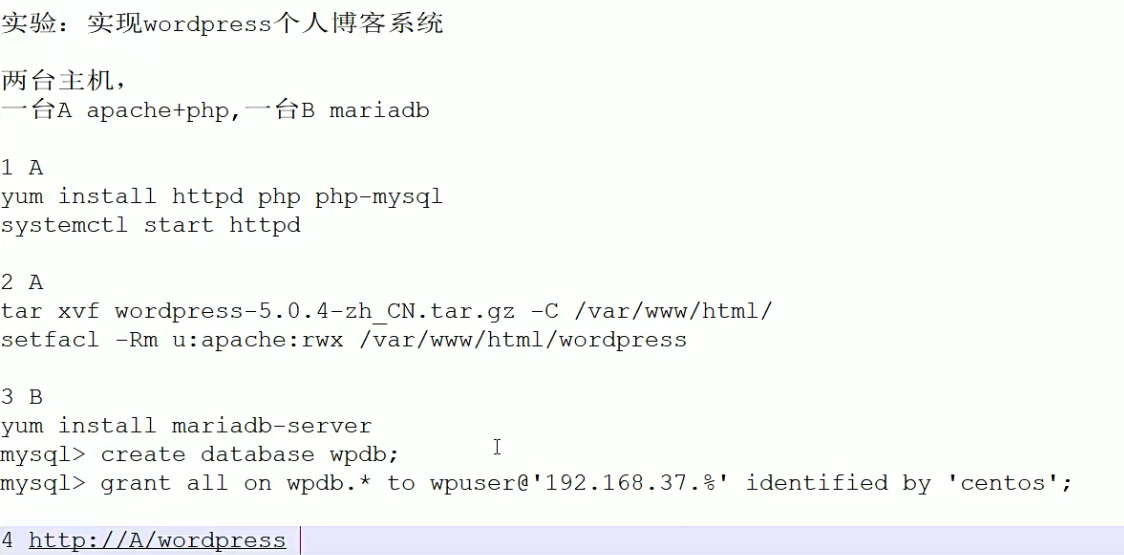 实验：实现wordpress个人博客系统
两台主机，
一台A apache+php,一台B mariadb
1 A
yum install httpd php php-mysql
systemctl start httpd
2 A
tar xvf wordpress-5.0.4-zh_CN.tar.gz -C /var/www/html/
setfacl -Rm u:apache:rwx /var/www/html/wordpress
3 B
yum install mariadb-server
mysql> create database wpdb;
mysql> grant all on wpdb.* to wpuser@'192.168.37.%' identified by 'centos';
4 http://A/wordpress